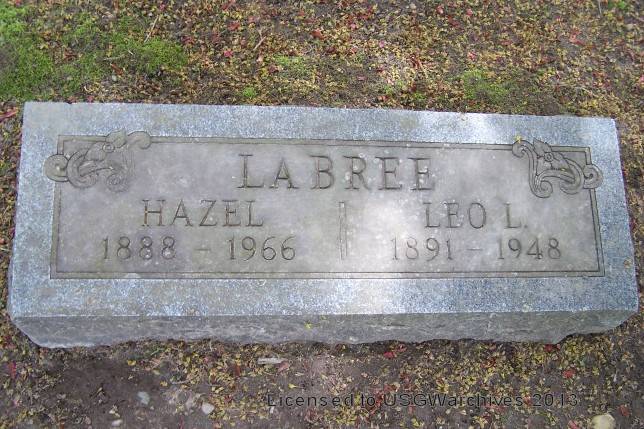 LABREE
HAZEL LEO L.
1888 - 1966 1891 - 1948
Licensed to USGWarchives 2013